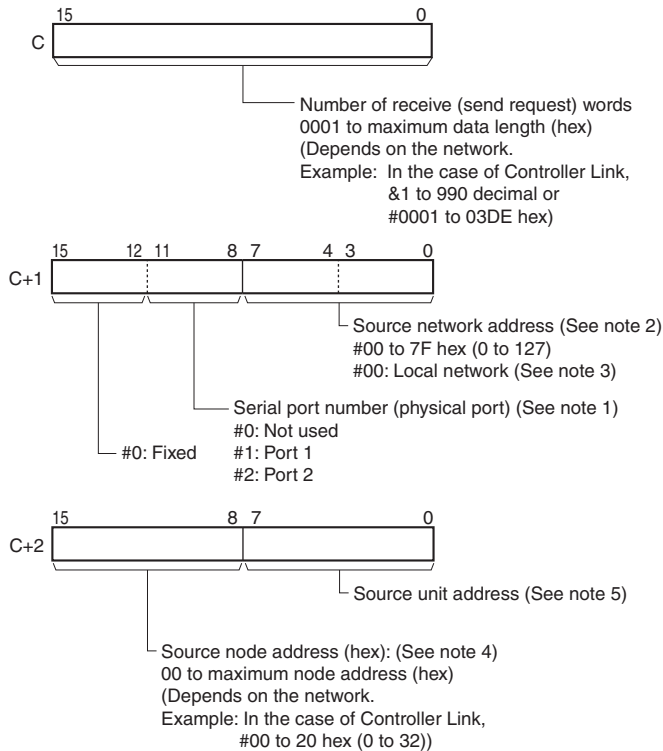 15 0
C
Number of receive (send request) words
0001 to maximum data length (hex)
(Depends on the network.
Example: In the case of Controller Link,
&1 to 990 decimal or
#0001 to 03DE hex)
15 12 11 8 7 4 3 0
C+1
Source network address (See note 2)
#00 to 7F hex (0 to 127)
#00: Local network (See note 3)
Serial port number (physical port) (See note 1)
#0: Not used
#1: Port 1
#2: Port 2
#0: Fixed
15 8 7 0
C+2
Source unit address (See note 5)
Source node address (hex): (See note 4)
00 to maximum node address (hex)
(Depends on the network.
Example: In the case of Controller Link,
#00 to 20 hex (0 to 32))